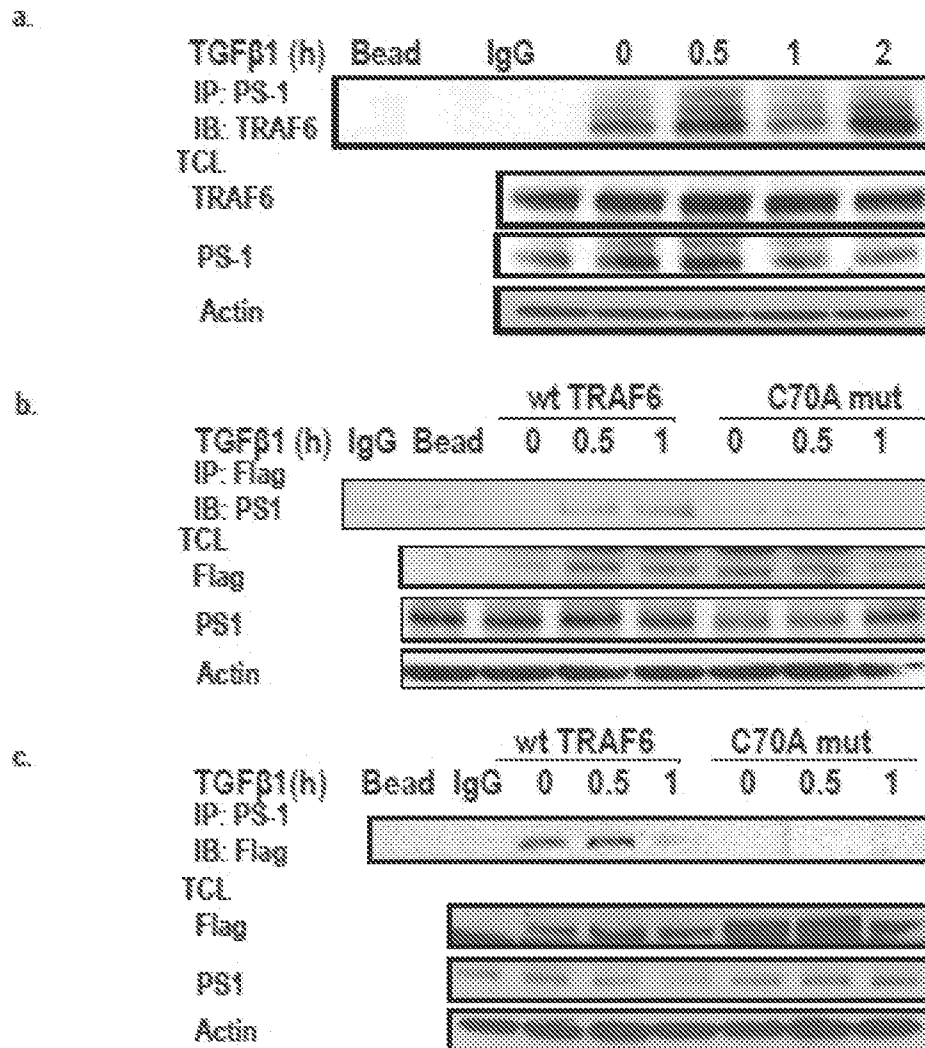 a.
TGFβ1 (h) Bead IgG 0 0.5 1 2
IP: PS-1
IB: TRAF6
TCL
TRAF6
PS-1
Actin
b.
wt TRAF6 C70A mut
TGFβ1 (h) IgG Bead 0 0.5 1 0 0.5 1
IP: Flag
IB: PS1
TCL
Flag
PS1
Actin
c.
wt TRAF6 C70A mut
TGFβ1(h) Bead IgG 0 0.5 1 0 0.5 1
IP: PS-1
IB: Flag
TCL
Flag
PS1
Actin